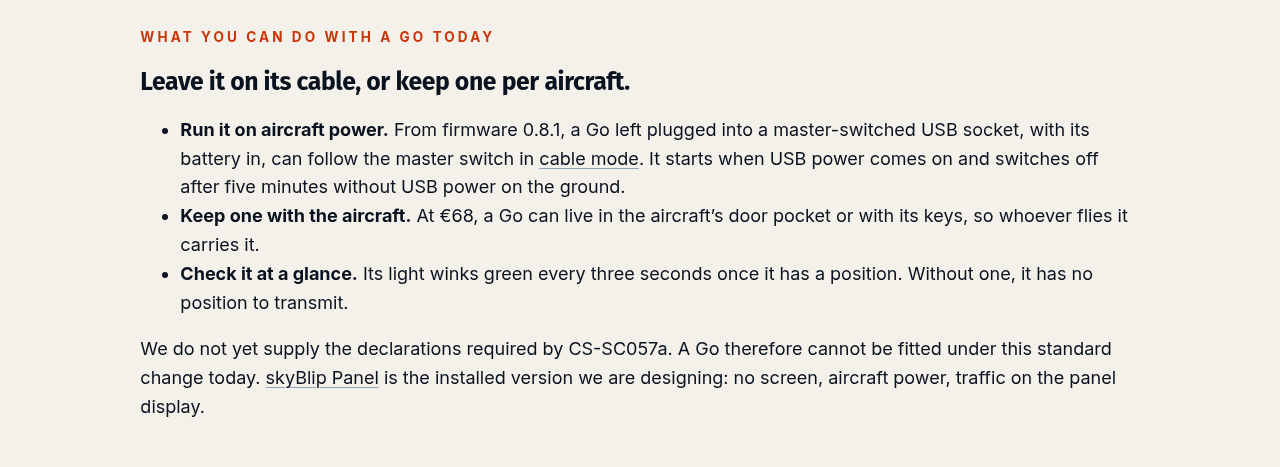 WHAT YOU CAN DO WITH A GO TODAY
Leave it on its cable, or keep one per aircraft.
• Run it on aircraft power. From firmware 0.8.1, a Go left plugged into a master-switched USB socket, with its
battery in, can follow the master switch in cable mode. It starts when USB power comes on and switches off
after five minutes without USB power on the ground.
• Keep one with the aircraft. At €68, a Go can live in the aircraft’s door pocket or with its keys, so whoever flies it
carries it.
• Check it at a glance. Its light winks green every three seconds once it has a position. Without one, it has no
position to transmit.
We do not yet supply the declarations required by CS-SC057a. A Go therefore cannot be fitted under this standard
change today. skyBlip Panel is the installed version we are designing: no screen, aircraft power, traffic on the panel
display.